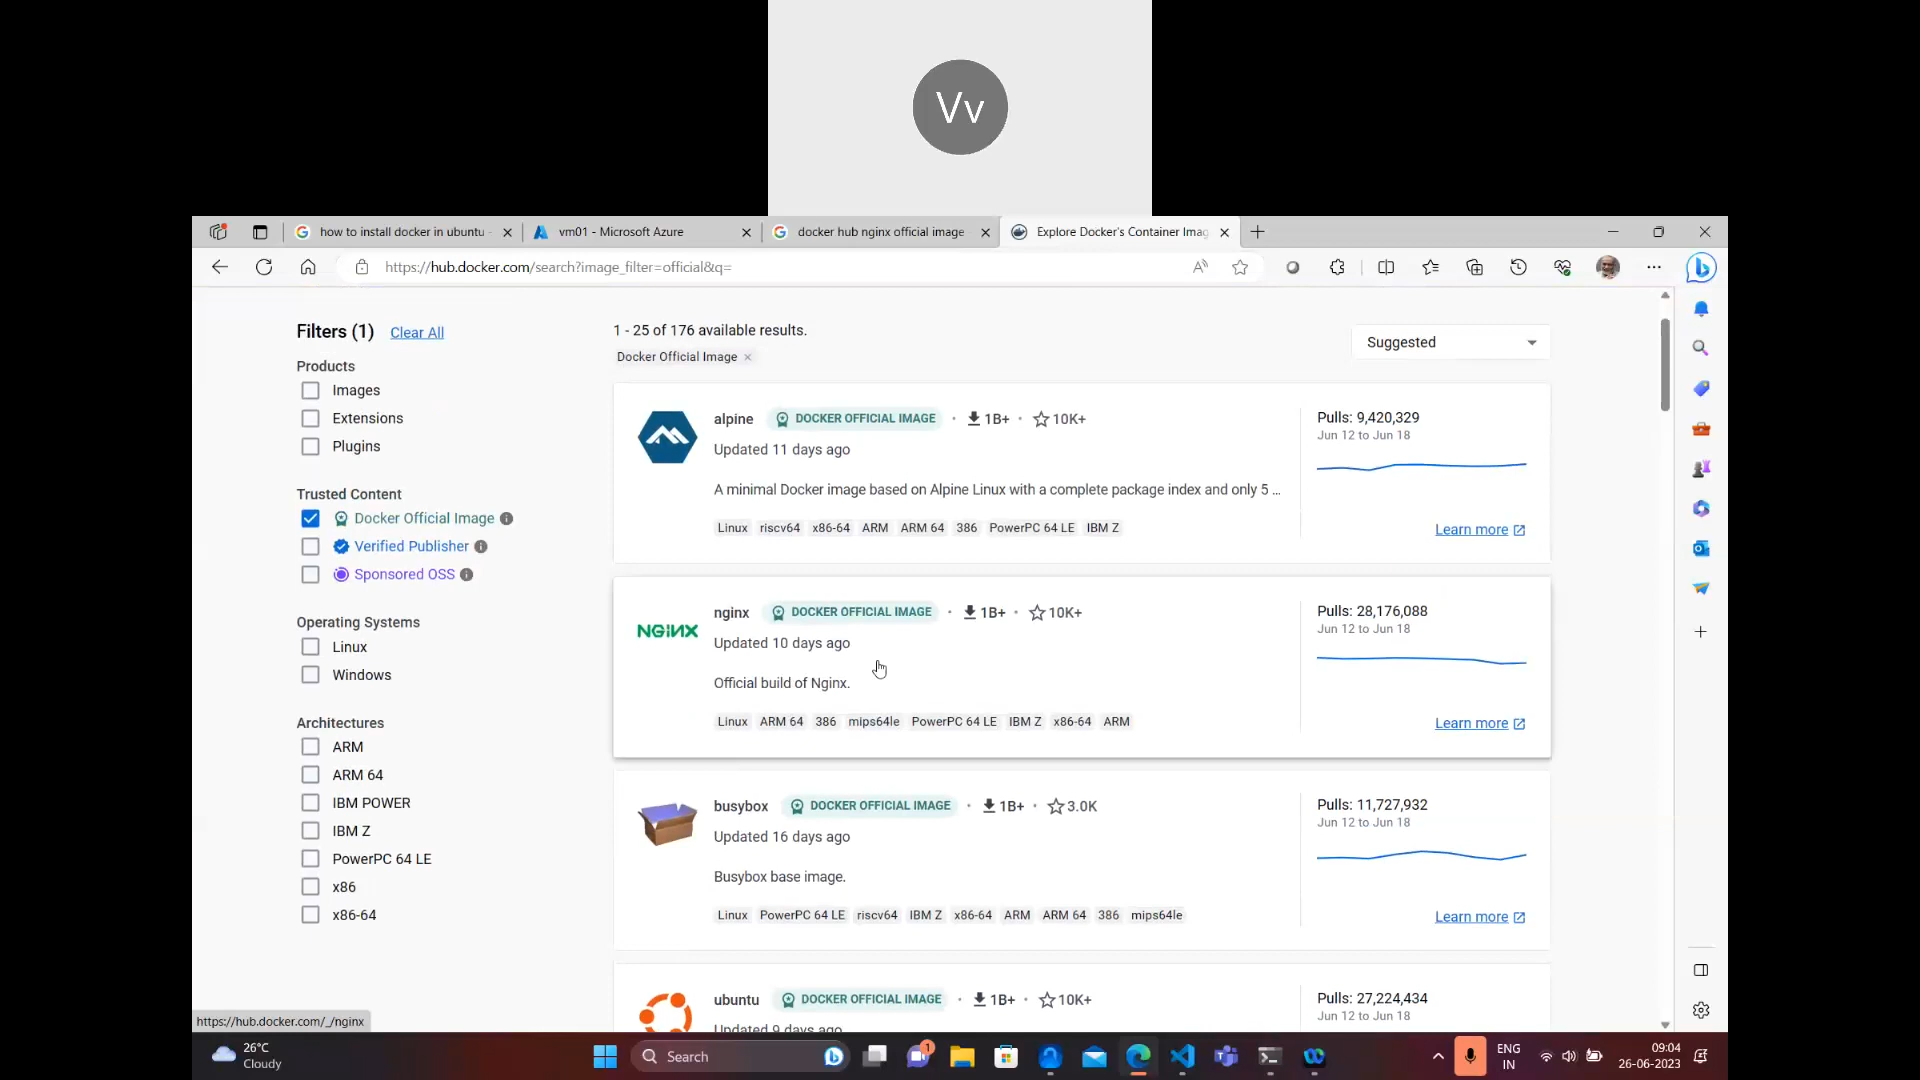 Vv
how to install docker in ubuntu -
vm01 - Microsoft Azure
docker hub nginx official image
Explore Docker's Container Imag
https://hub.docker.com/search?image_filter=official&q=
Filters (1) Clear All
Products
Images
Extensions
Plugins
Trusted Content
Docker Official Image
Verified Publisher
Sponsored OSS
Operating Systems
Linux
Windows
Architectures
ARM
ARM 64
IBM POWER
IBM Z
PowerPC 64 LE
x86
x86-64
1 - 25 of 176 available results.
Docker Official Image
Suggested
alpine DOCKER OFFICIAL IMAGE · 1B+ · 10K+
Updated 11 days ago
A minimal Docker image based on Alpine Linux with a complete package index and only 5 ...
Linux riscv64 x86-64 ARM ARM 64 386 PowerPC 64 LE IBM Z
Pulls: 9,420,329
Jun 12 to Jun 18
Learn more
NGINX
nginx DOCKER OFFICIAL IMAGE · 1B+ · 10K+
Updated 10 days ago
Official build of Nginx.
Linux ARM 64 386 mips64le PowerPC 64 LE IBM Z x86-64 ARM
Pulls: 28,176,088
Jun 12 to Jun 18
Learn more
busybox DOCKER OFFICIAL IMAGE · 1B+ · 3.0K
Updated 16 days ago
Busybox base image.
Linux PowerPC 64 LE riscv64 IBM Z x86-64 ARM ARM 64 386 mips64le
Pulls: 11,727,932
Jun 12 to Jun 18
Learn more
ubuntu DOCKER OFFICIAL IMAGE · 1B+ · 10K+
Updated 9 days ago
Pulls: 27,224,434
Jun 12 to Jun 18
https://hub.docker.com/_/nginx
26°C
Cloudy
Search
1
ENG
IN
09:04
26-06-2023